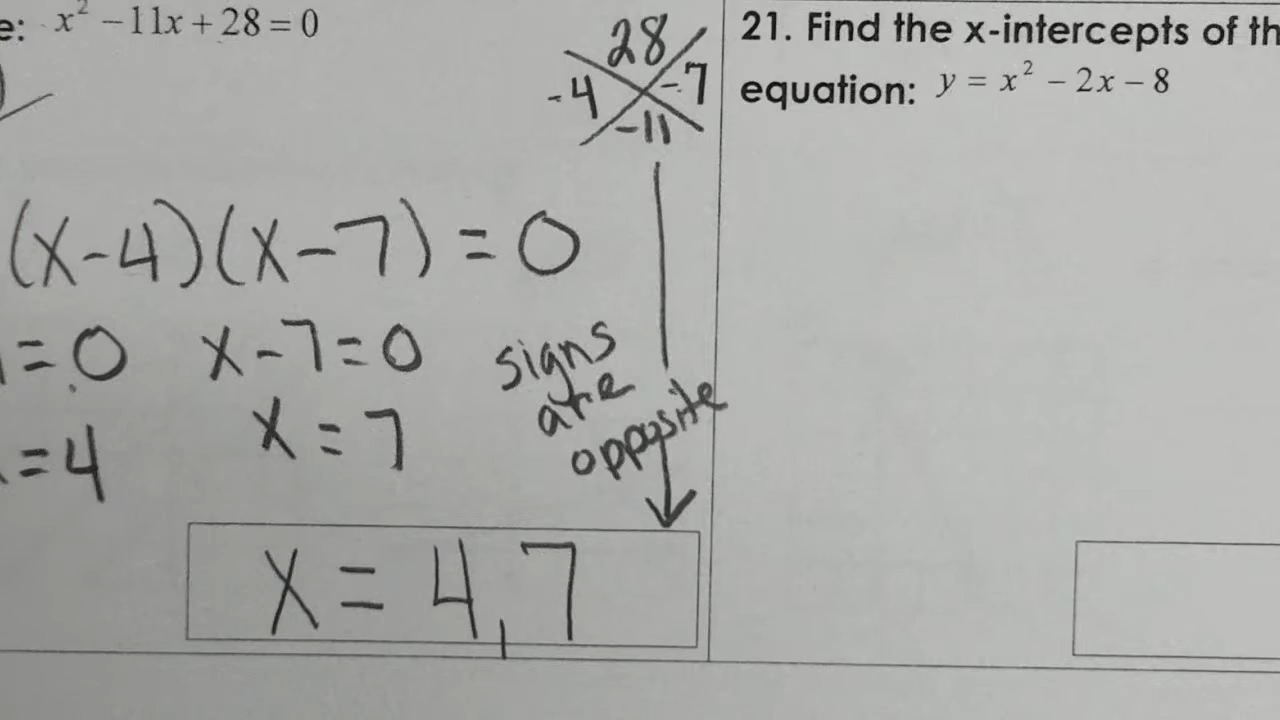 e: x² − 11x + 28 = 0
28
-4 -7
-11
(x-4)(x-7) = 0
= 0 x-7=0
= 4 x = 7
signs
are
opposite
x = 4,7
21. Find the x-intercepts of th
equation: y = x² − 2x − 8